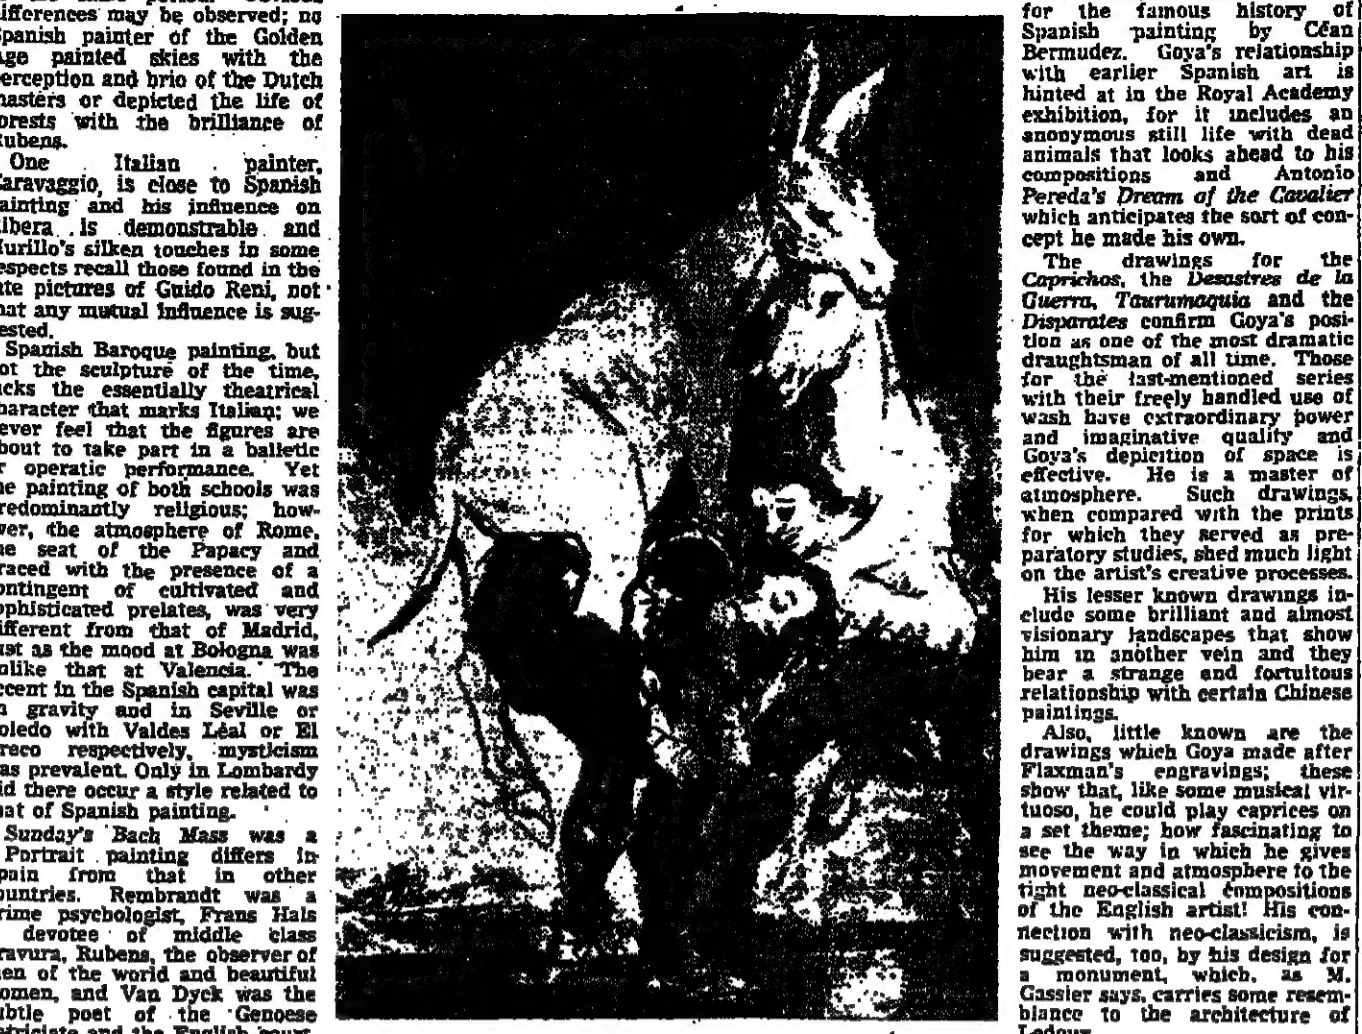 differences may be observed; no
Spanish painter of the Golden
Age painted skies with the
perception and brio of the Dutch
masters or depicted the life of
forests with the brilliance of
Rubens.
One Italian painter,
Caravaggio, is close to Spanish
painting and his influence on
Ribera is demonstrable and
Murillo's silken touches in some
respects recall those found in the
late pictures of Guido Reni, not
that any mutual influence is sug-
gested.
Spanish Baroque painting, but
not the sculpture of the time,
lacks the essentially theatrical
character that marks Italian; we
never feel that the figures are
about to take part in a balletic
or operatic performance. Yet
the painting of both schools was
predominantly religious; how-
ever, the atmosphere of Rome,
the seat of the Papacy and
graced with the presence of a
contingent of cultivated and
sophisticated prelates, was very
different from that of Madrid,
just as the mood at Bologna was
unlike that at Valencia. The
accent in the Spanish capital was
on gravity and in Seville or
Toledo with Valdes Leal or El
Greco respectively, mysticism
was prevalent. Only in Lombardy
did there occur a style related to
that of Spanish painting.
Sunday's Bach Mass was a
Portrait painting differs in
Spain from that in other
countries. Rembrandt was a
prime psychologist, Frans Hals
devotee of middle class
bravura, Rubens, the observer of
men of the world and beautiful
women, and Van Dyck was the
subtle poet of the Genoese
patriciate and the English court.
for the famous history of
Spanish painting by Céan
Bermudez. Goya's relationship
with earlier Spanish art is
hinted at in the Royal Academy
exhibition, for it includes an
anonymous still life with dead
animals that looks ahead to his
compositions and Antonio
Pereda's Dream of the Cavalier
which anticipates the sort of con-
cept he made his own.
The drawings for the
Caprichos, the Desastres de la
Guerra, Taurumaquia and the
Disparates confirm Goya's posi-
tion as one of the most dramatic
draughtsman of all time. Those
for the last-mentioned series
with their freely handled use of
wash have extraordinary power
and imaginative quality and
Goya's depicition of space is
effective. He is a master of
atmosphere. Such drawings,
when compared with the prints
for which they served as pre-
paratory studies, shed much light
on the artist's creative processes.
His lesser known drawings in-
clude some brilliant and almost
visionary landscapes that show
him in another vein and they
bear a strange and fortuitous
relationship with certain Chinese
paintings.
Also, little known are the
drawings which Goya made after
Flaxman's engravings; these
show that, like some musical vir-
tuoso, he could play caprices on
a set theme; how fascinating to
see the way in which he gives
movement and atmosphere to the
tight neo-classical compositions
of the English artist! His con-
nection with neo-classicism, is
suggested, too, by his design for
a monument, which, as M.
Gassier says, carries some resem-
blance to the architecture of
Ledoux.